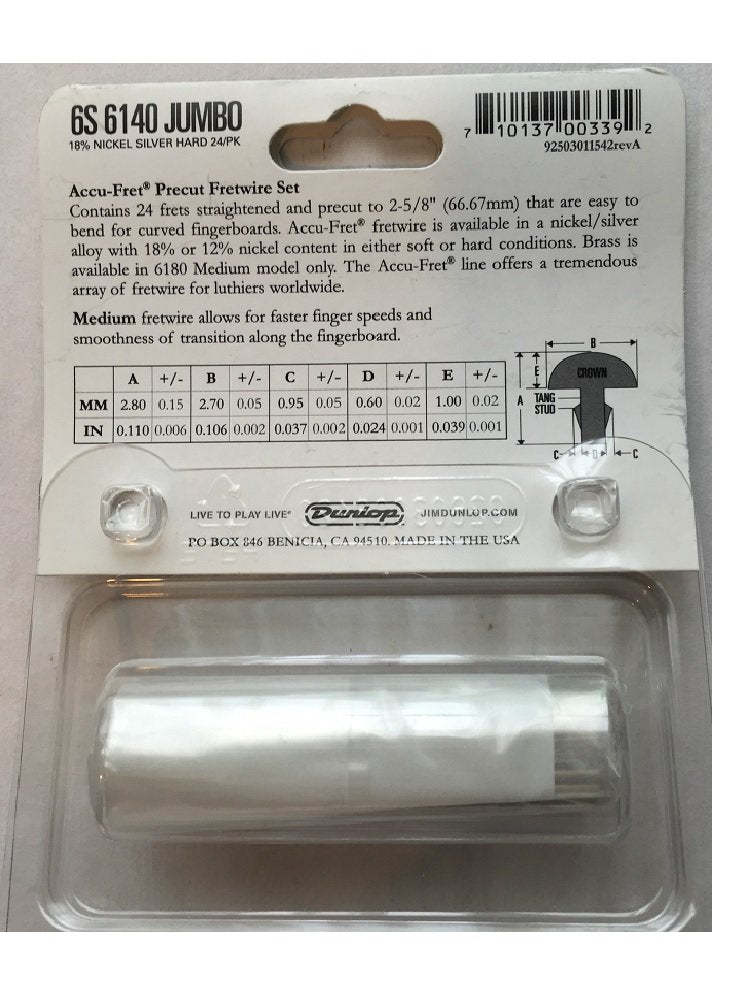 6S 6140 JUMBO
18% NICKEL SILVER HARD 24/PK
7 10137 00339 2
92503011542revA
Accu-Fret® Precut Fretwire Set
Contains 24 frets straightened and precut to 2-5/8" (66.67mm) that are easy to
bend for curved fingerboards. Accu-Fret® fretwire is available in a nickel/silver
alloy with 18% or 12% nickel content in either soft or hard conditions. Brass is
available in 6180 Medium model only. The Accu-Fret® line offers a tremendous
array of fretwire for luthiers worldwide.
Medium fretwire allows for faster finger speeds and
smoothness of transition along the fingerboard.
A +/- B +/- C +/- D +/- E +/-
MM 2.80 0.15 2.70 0.05 0.95 0.05 0.60 0.02 1.00 0.02
IN 0.110 0.006 0.106 0.002 0.037 0.002 0.024 0.001 0.039 0.001
B
E CROWN
A TANG
STUD
C D C
LIVE TO PLAY LIVE® Dunlop JIMDUNLOP.COM
PO BOX 846 BENICIA, CA 94510. MADE IN THE USA